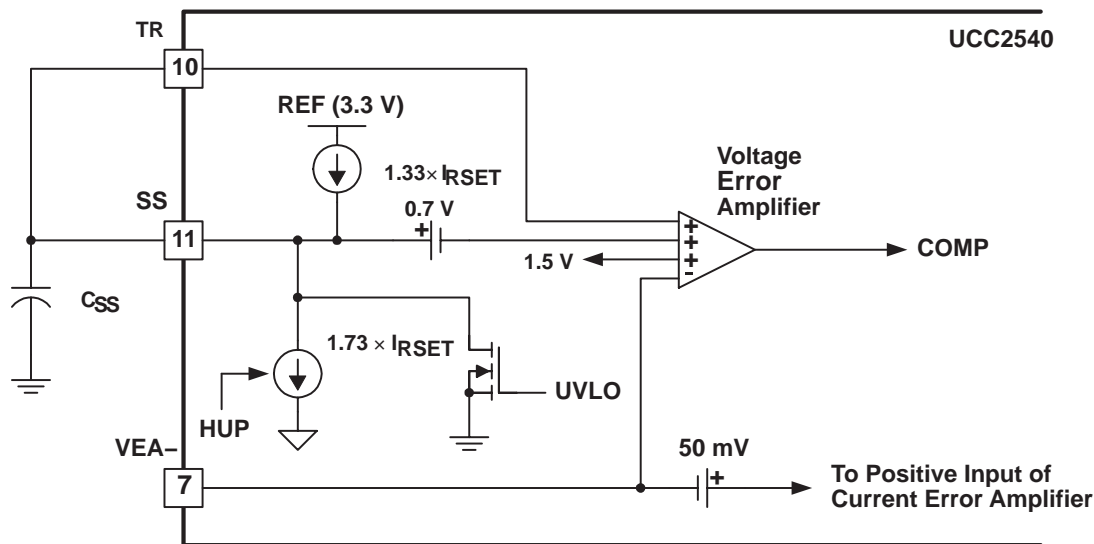 TR
UCC2540
10
REF (3.3 V)
1.33× IRSET
Voltage
Error
Amplifier
SS
0.7 V
+
11
+
+
+
-
1.5 V
COMP
CSS
1.73 × IRSET
UVLO
HUP
VEA–
50 mV
7
+
To Positive Input of
Current Error Amplifier